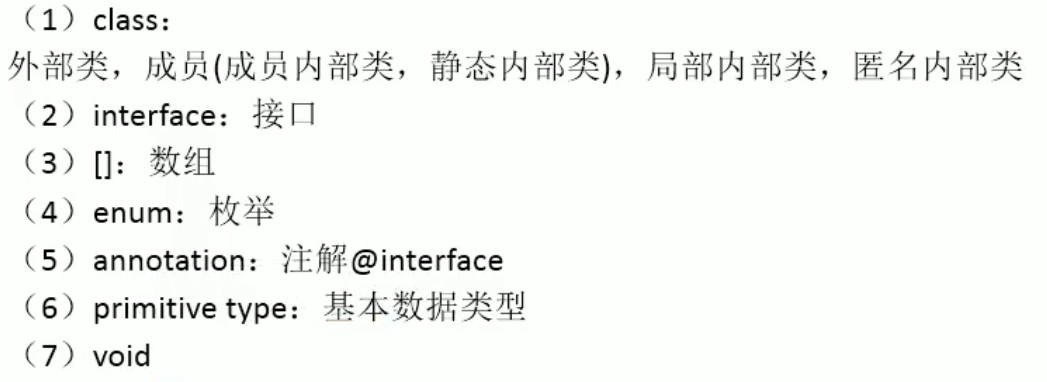 （1）class：
外部类，成员(成员内部类，静态内部类)，局部内部类，匿名内部类
（2）interface：接口
（3）[]：数组
（4）enum：枚举
（5）annotation：注解@interface
（6）primitive type：基本数据类型
（7）void